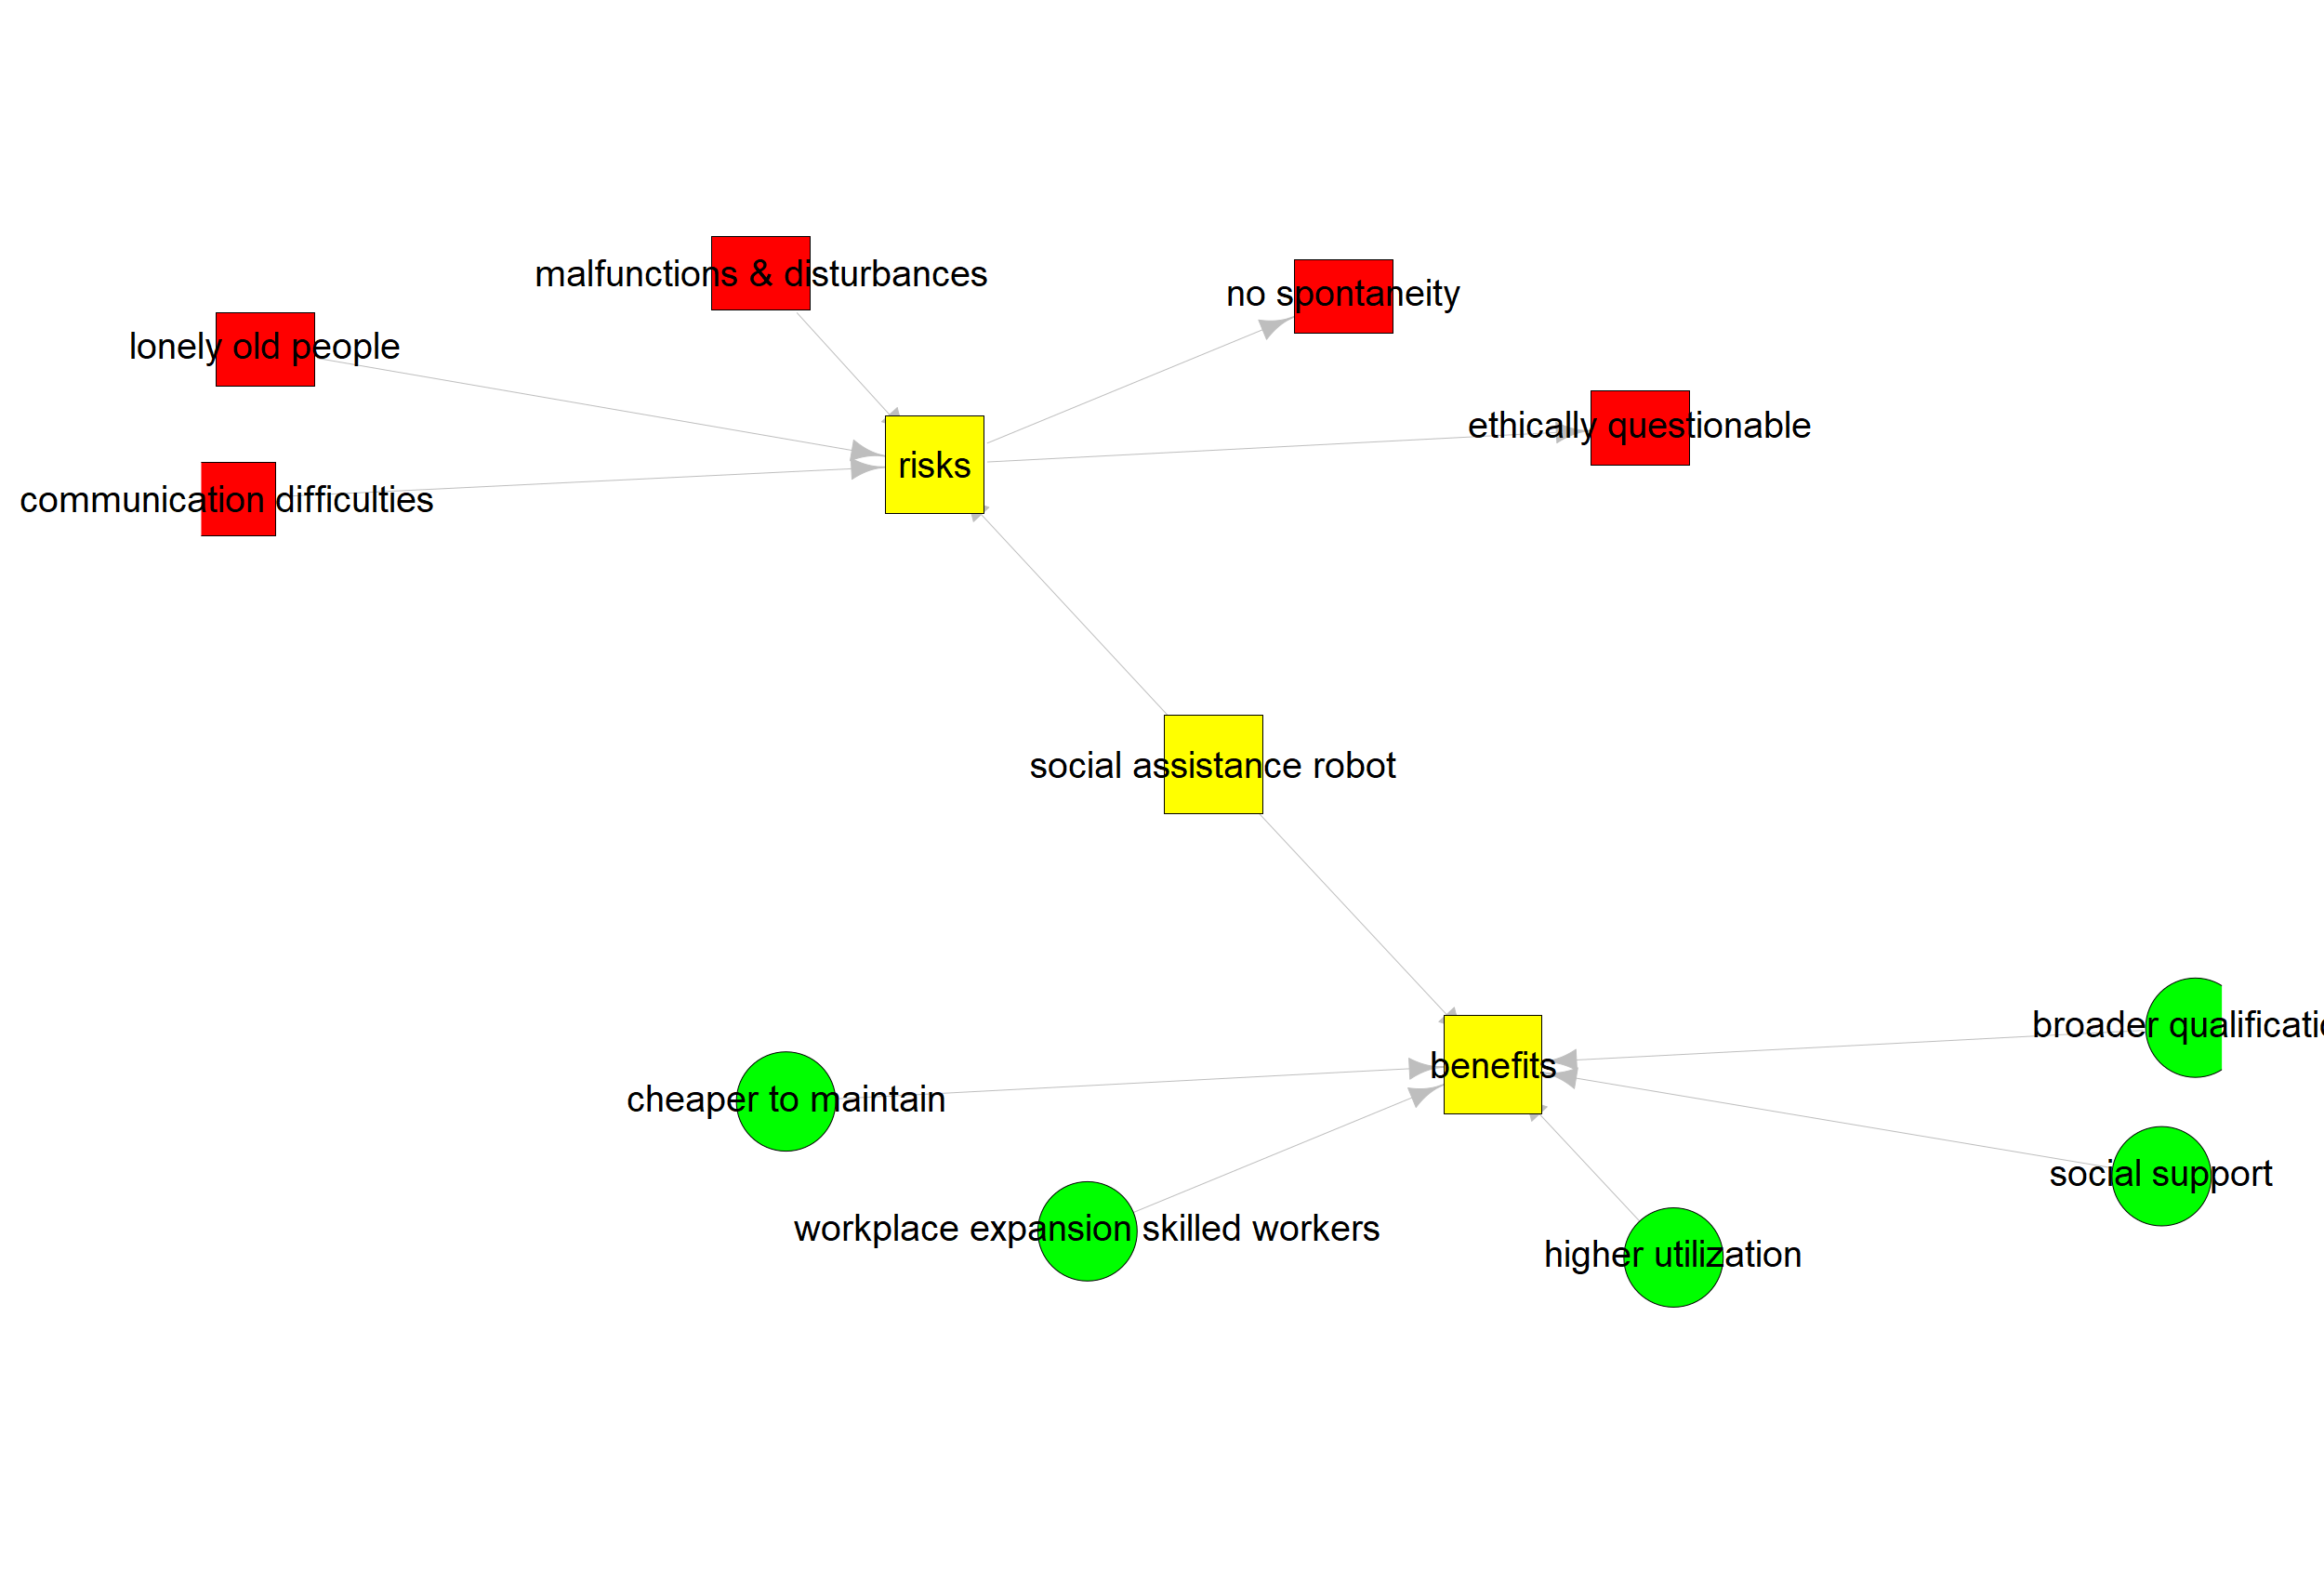 malfunctions & disturbances
no spontaneity
lonely old people
ethically questionable
risks
communication difficulties
social assistance robot
broader qualificati
benefits
cheaper to maintain
social support
workplace expansion skilled workers
higher utilization